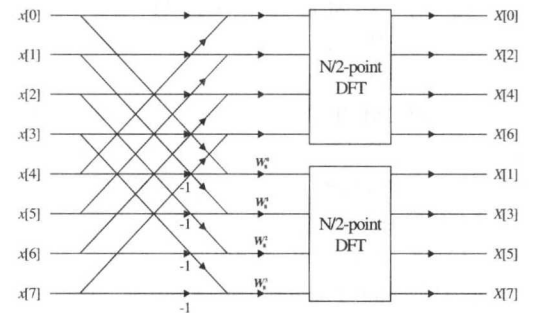 x[0] X[0]
x[1] X[2]
N/2-point
DFT
x[2] X[4]
x[3] X[6]
x[4] -1 X[1]
x[5] -1 X[3]
N/2-point
DFT
x[6] -1 X[5]
x[7] -1 X[7]